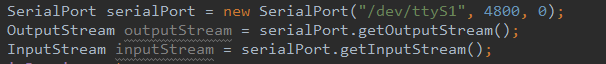 SerialPort serialPort = new SerialPort("/dev/ttyS1", 4800, 0);
OutputStream outputStream = serialPort.getOutputStream();
InputStream inputStream = serialPort.getInputStream();